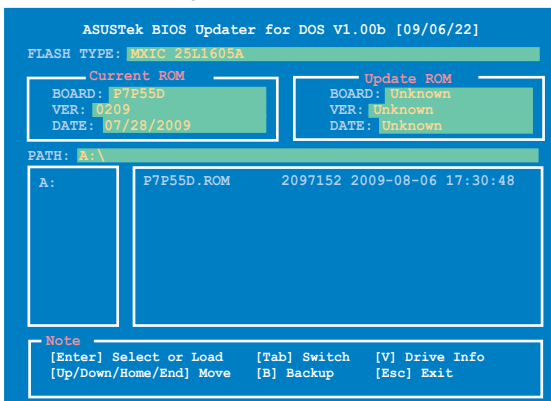 ASUSTek BIOS Updater for DOS V1.00b [09/06/22]
FLASH TYPE: MXIC 25L1605A
Current ROM
BOARD: P7P55D
VER: 0209
DATE: 07/28/2009
Update ROM
BOARD: Unknown
VER: Unknown
DATE: Unknown
PATH: A:\
A:
P7P55D.ROM 2097152 2009-08-06 17:30:48
Note
[Enter] Select or Load [Tab] Switch [V] Drive Info
[Up/Down/Home/End] Move [B] Backup [Esc] Exit